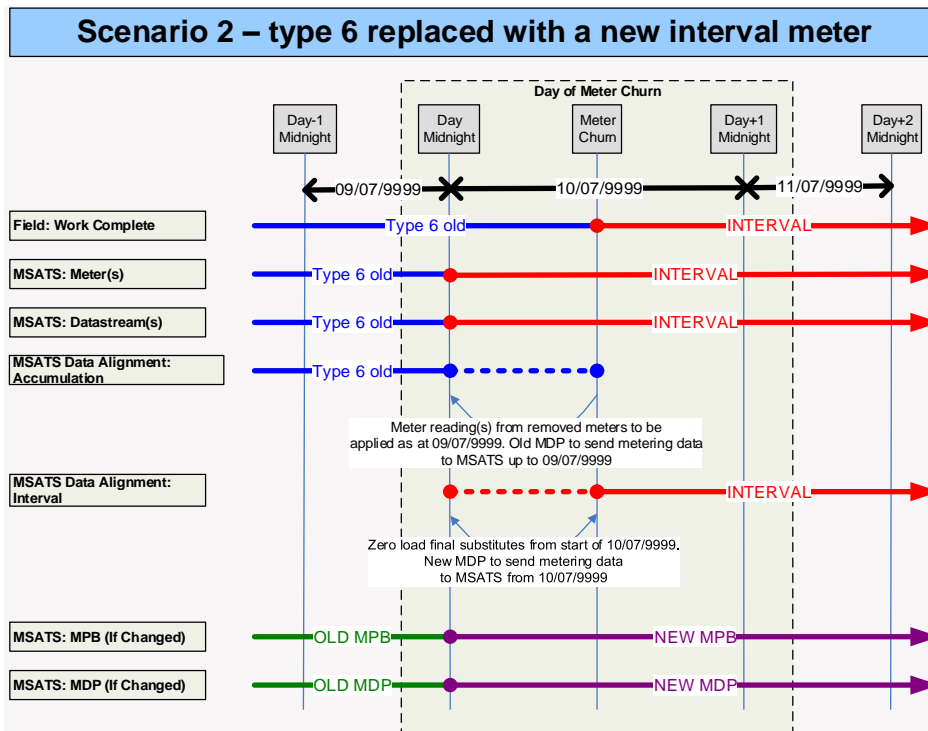 Scenario 2 – type 6 replaced with a new interval meter
Day of Meter Churn
Day-1
Midnight
Day
Midnight
Meter
Churn
Day+1
Midnight
Day+2
Midnight
09/07/9999
10/07/9999
11/07/9999
Field: Work Complete
Type 6 old
INTERVAL
MSATS: Meter(s)
Type 6 old
INTERVAL
MSATS: Datastream(s)
Type 6 old
INTERVAL
MSATS Data Alignment:
Accumulation
Type 6 old
Meter reading(s) from removed meters to be
applied as at 09/07/9999. Old MDP to send metering data
to MSATS up to 09/07/9999
MSATS Data Alignment:
Interval
INTERVAL
Zero load final substitutes from start of 10/07/9999.
New MDP to send metering data
to MSATS from 10/07/9999
MSATS: MPB (If Changed)
OLD MPB
NEW MPB
MSATS: MDP (If Changed)
OLD MDP
NEW MDP